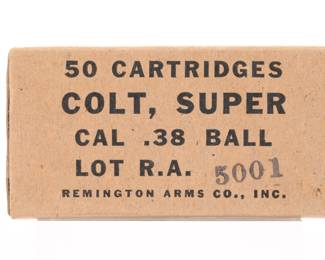 50 CARTRIDGES
COLT, SUPER
CAL .38 BALL
LOT R.A. 5001
REMINGTON ARMS CO., INC.